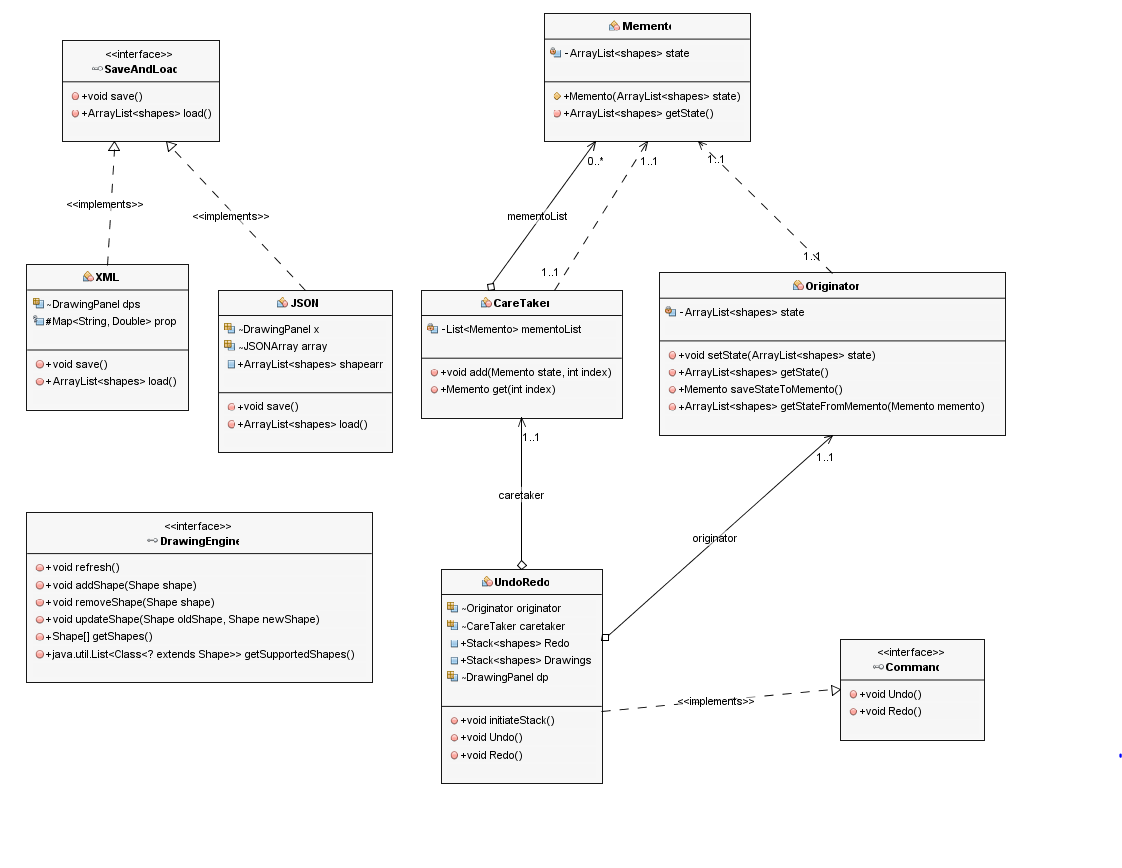 <<interface>>
SaveAndLoad
+void save()
+ArrayList<shapes> load()
Memento
-ArrayList<shapes> state
+Memento(ArrayList<shapes> state)
+ArrayList<shapes> getState()
0..*
1..1
1..1
<<implements>>
<<implements>>
mementoList
1..1
1..1
XML
~DrawingPanel dps
#Map<String, Double> prop
+void save()
+ArrayList<shapes> load()
JSON
~DrawingPanel x
~JSONArray array
+ArrayList<shapes> shapearr
+void save()
+ArrayList<shapes> load()
CareTaker
-List<Memento> mementoList
+void add(Memento state, int index)
+Memento get(int index)
Originator
-ArrayList<shapes> state
+void setState(ArrayList<shapes> state)
+ArrayList<shapes> getState()
+Memento saveStateToMemento()
+ArrayList<shapes> getStateFromMemento(Memento memento)
1..1
1..1
caretaker
originator
<<interface>>
DrawingEngine
+void refresh()
+void addShape(Shape shape)
+void removeShape(Shape shape)
+void updateShape(Shape oldShape, Shape newShape)
+Shape[] getShapes()
+java.util.List<Class<? extends Shape>> getSupportedShapes()
UndoRedo
~Originator originator
~CareTaker caretaker
+Stack<shapes> Redo
+Stack<shapes> Drawings
~DrawingPanel dp
+void initiateStack()
+void Undo()
+void Redo()
<<implements>>
<<interface>>
Command
+void Undo()
+void Redo()